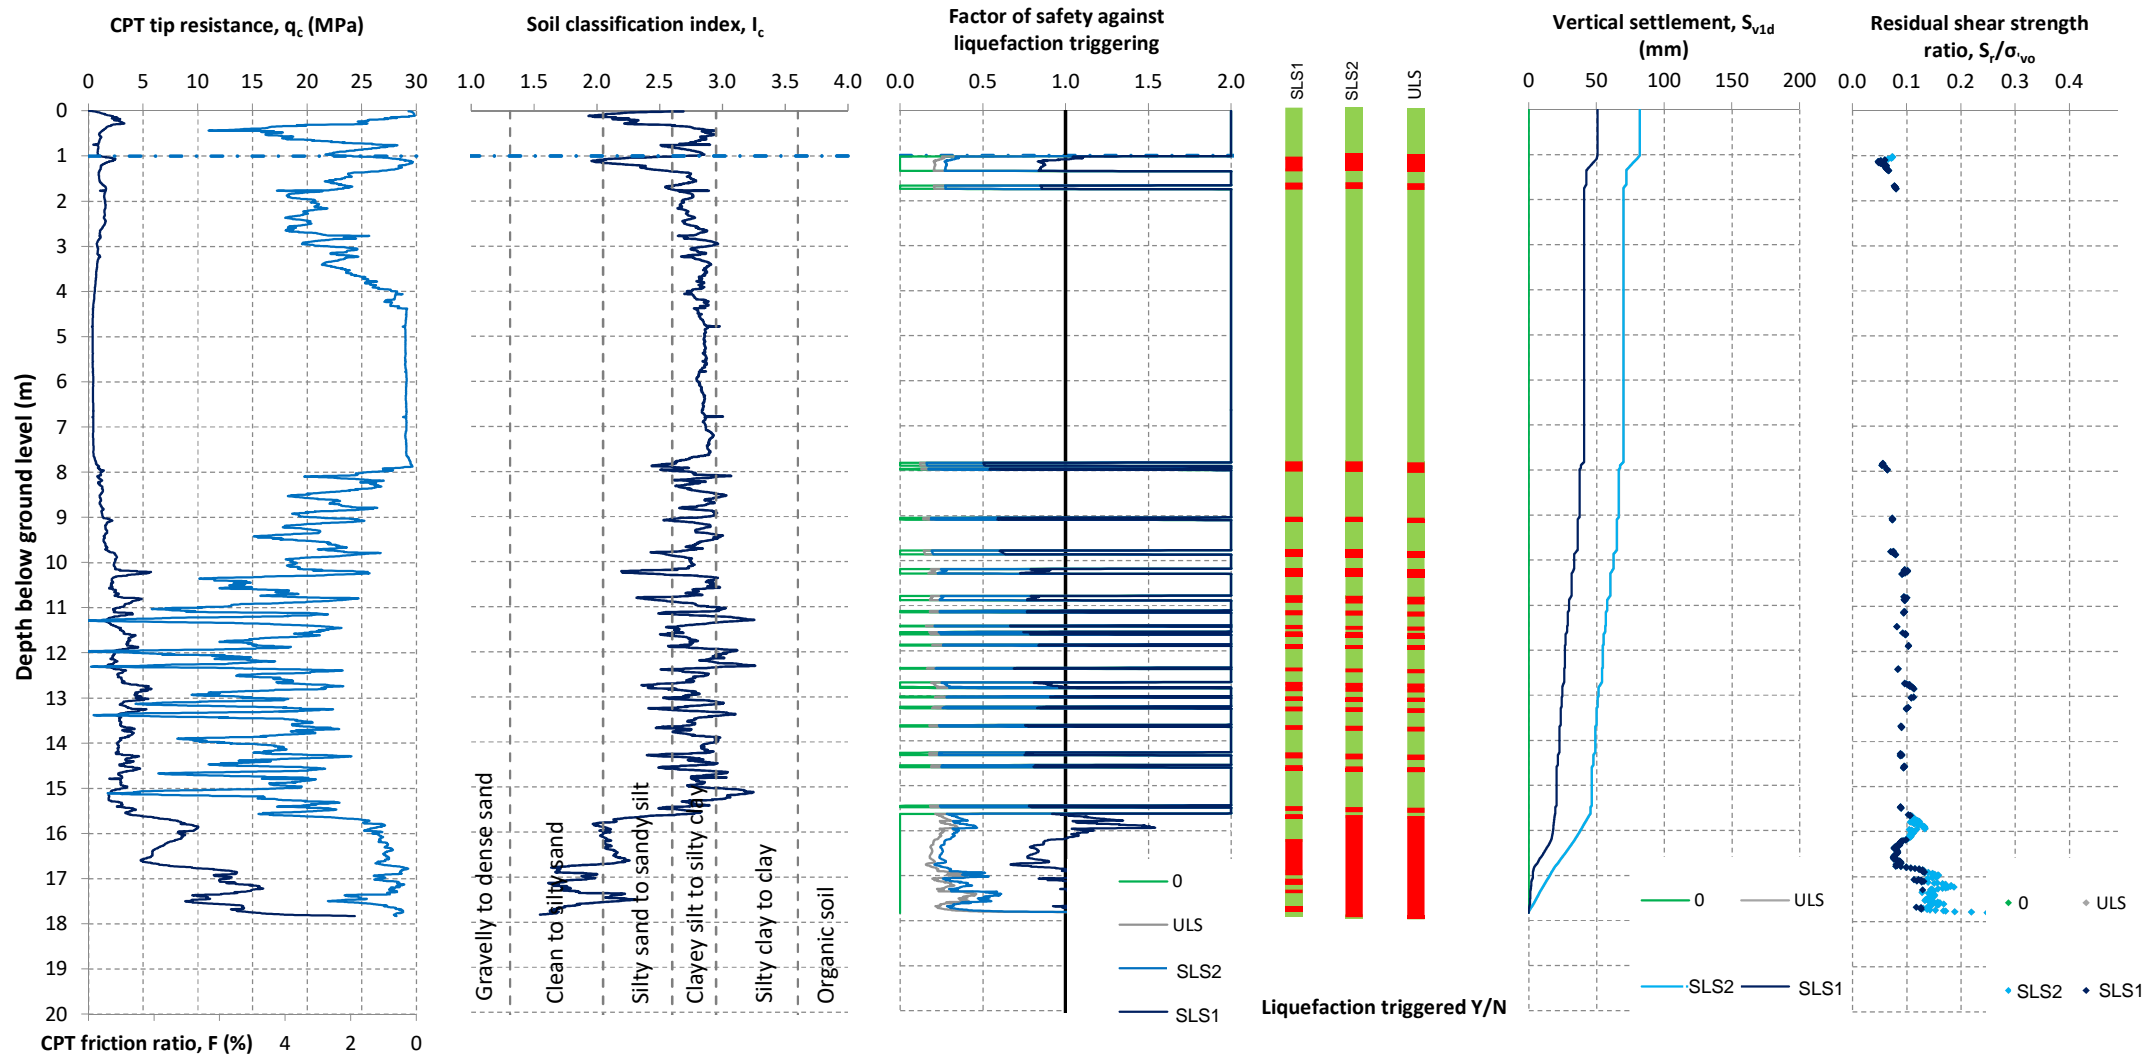 CPT tip resistance, qc (MPa)
0 5 10 15 20 25 30
Depth below ground level (m)
0
1
2
3
4
5
6
7
8
9
10
11
12
13
14
15
16
17
18
19
20
CPT friction ratio, F (%) 4 2 0
Soil classification index, Ic
1.0 1.5 2.0 2.5 3.0 3.5 4.0
Gravelly to dense sand
Clean to silty sand
Silty sand to sandy silt
Clayey silt to silty clay
Silty clay to clay
Organic soil
Factor of safety against
liquefaction triggering
0.0 0.5 1.0 1.5 2.0
0
ULS
SLS2
SLS1
SLS1
SLS2
ULS
Liquefaction triggered Y/N
Vertical settlement, Sv1d
(mm)
0 50 100 150 200
0 ULS
SLS2 SLS1
Residual shear strength
ratio, Sr/σ'vo
0.0 0.1 0.2 0.3 0.4
0 ULS
SLS2 SLS1